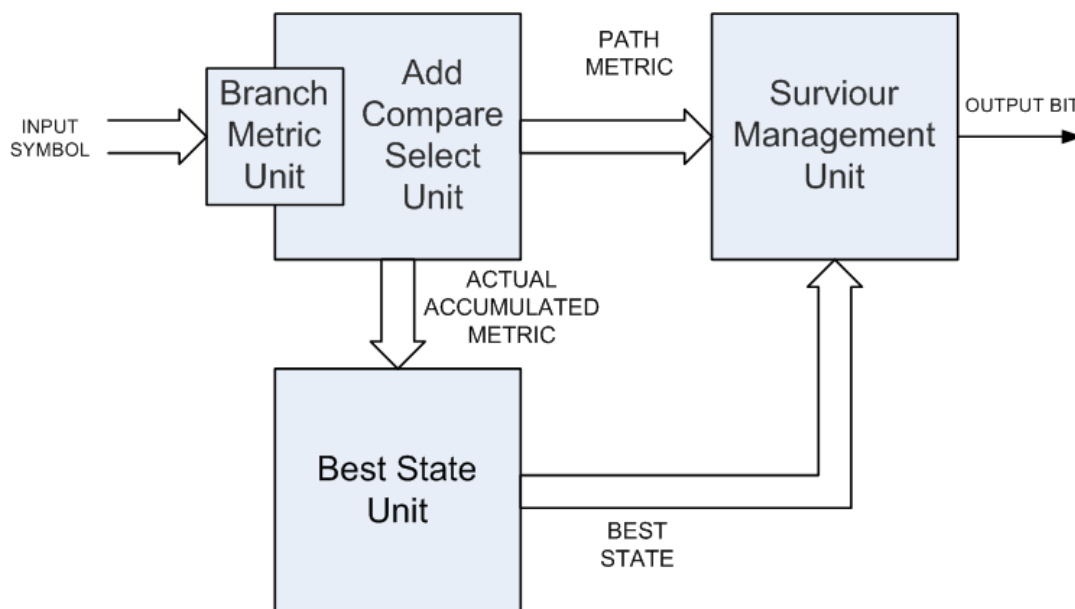 INPUT
SYMBOL
Branch
Metric
Unit
Add
Compare
Select
Unit
PATH
METRIC
Surviour
Management
Unit
OUTPUT BIT
ACTUAL
ACCUMULATED
METRIC
Best State
Unit
BEST
STATE